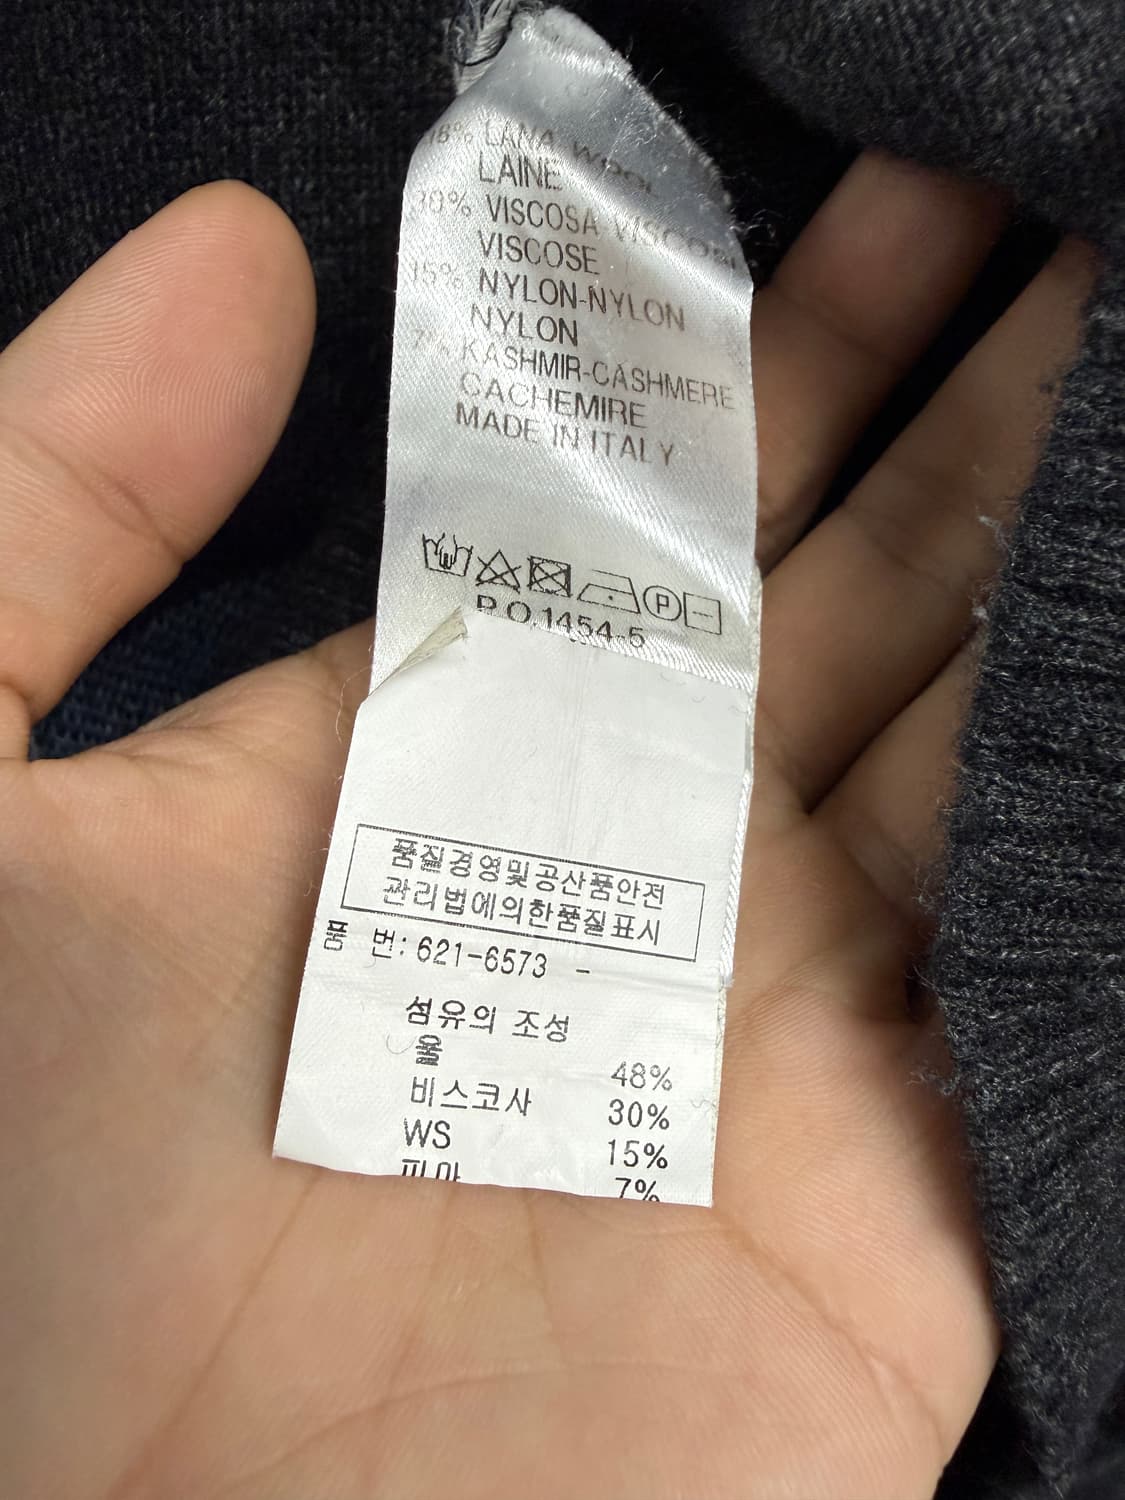 48% LANA WOOL
LAINE
30% VISCOSA VISCOSE
VISCOSE
15% NYLON-NYLON
NYLON
7% KASHMIR-CASHMERE
CACHEMIRE
MADE IN ITALY
P
P.O.1454-5
품질경영및공산품안전
관리법에의한품질표시
품 번: 621-6573 -
섬유의 조성
울 48%
비스코사 30%
WS 15%
7%